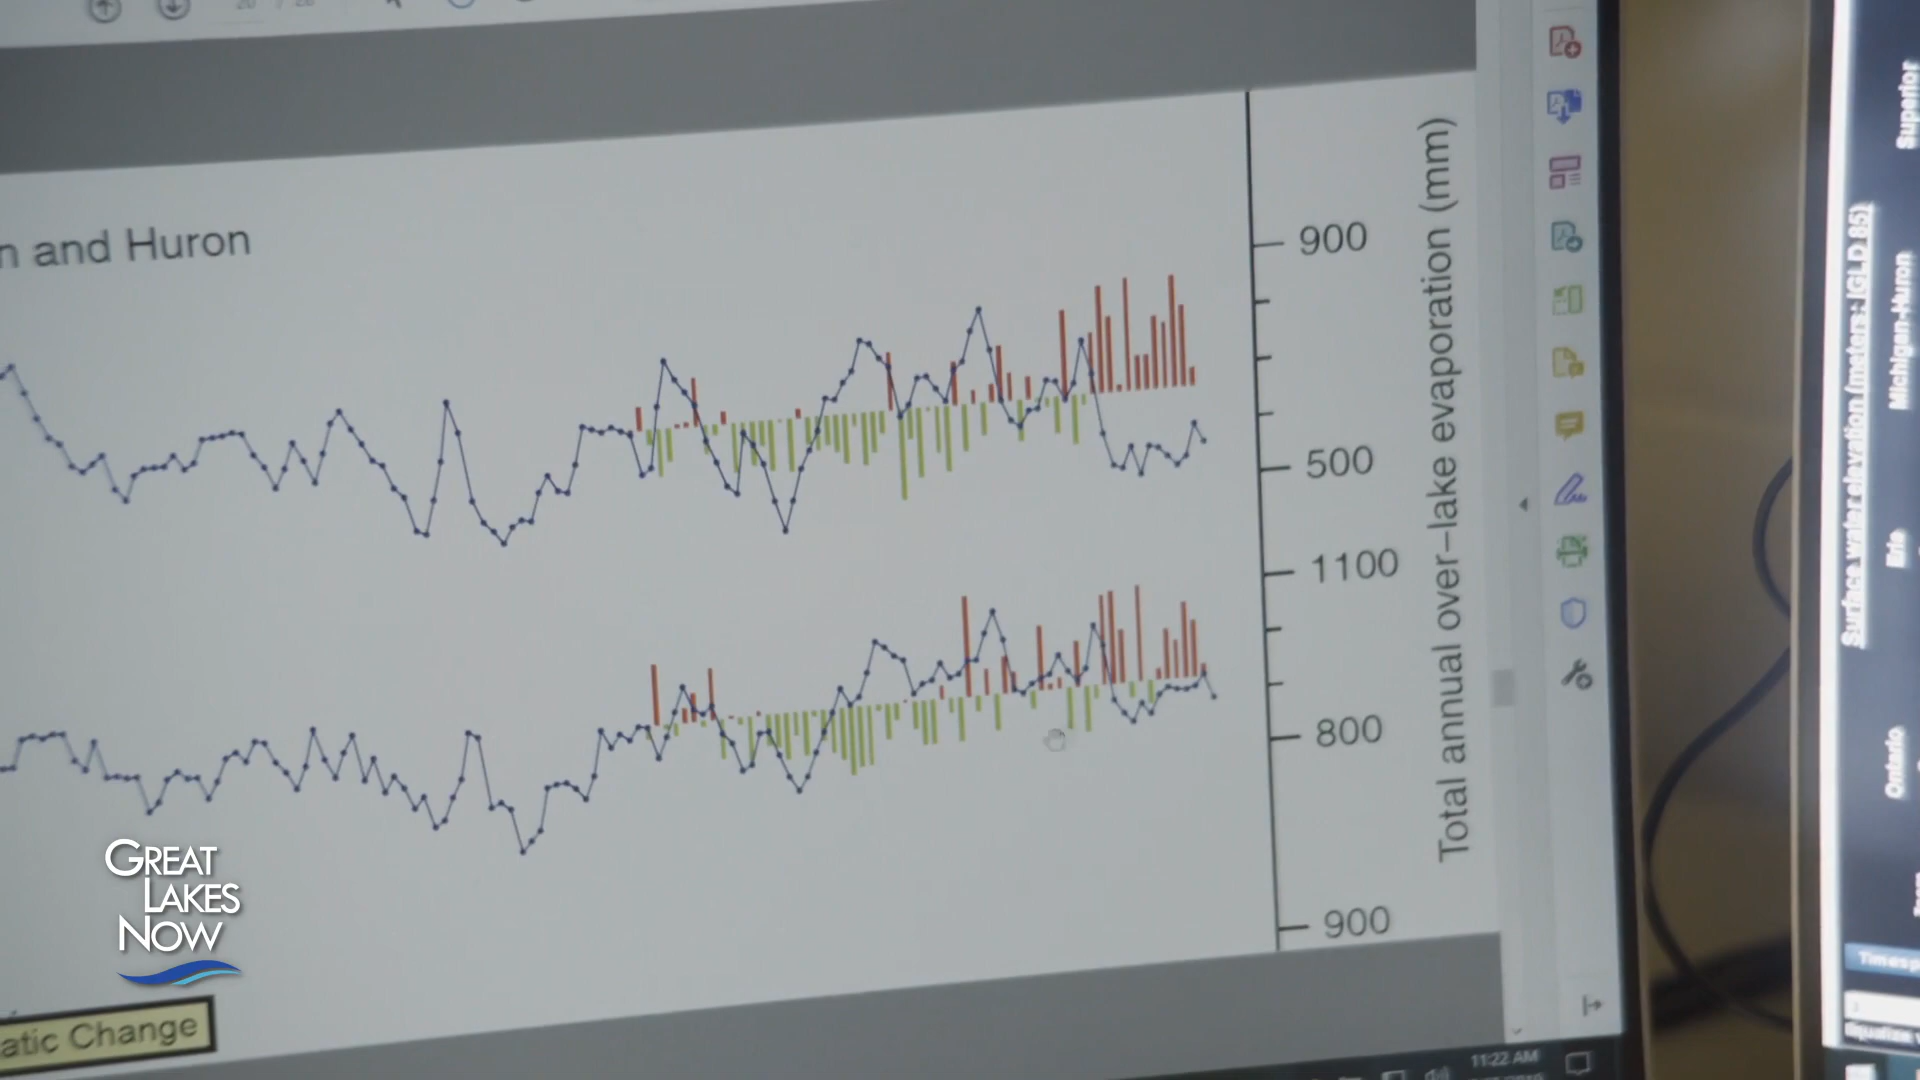 n and Huron
900
500
1100
800
900
Total annual over-lake evaporation (mm)
GREAT
LAKES
NOW
atic Change
11:22 AM
Superior
Michigan-Huron
Erie
Ontario
Surface water elevation (meters: IGLD 85)